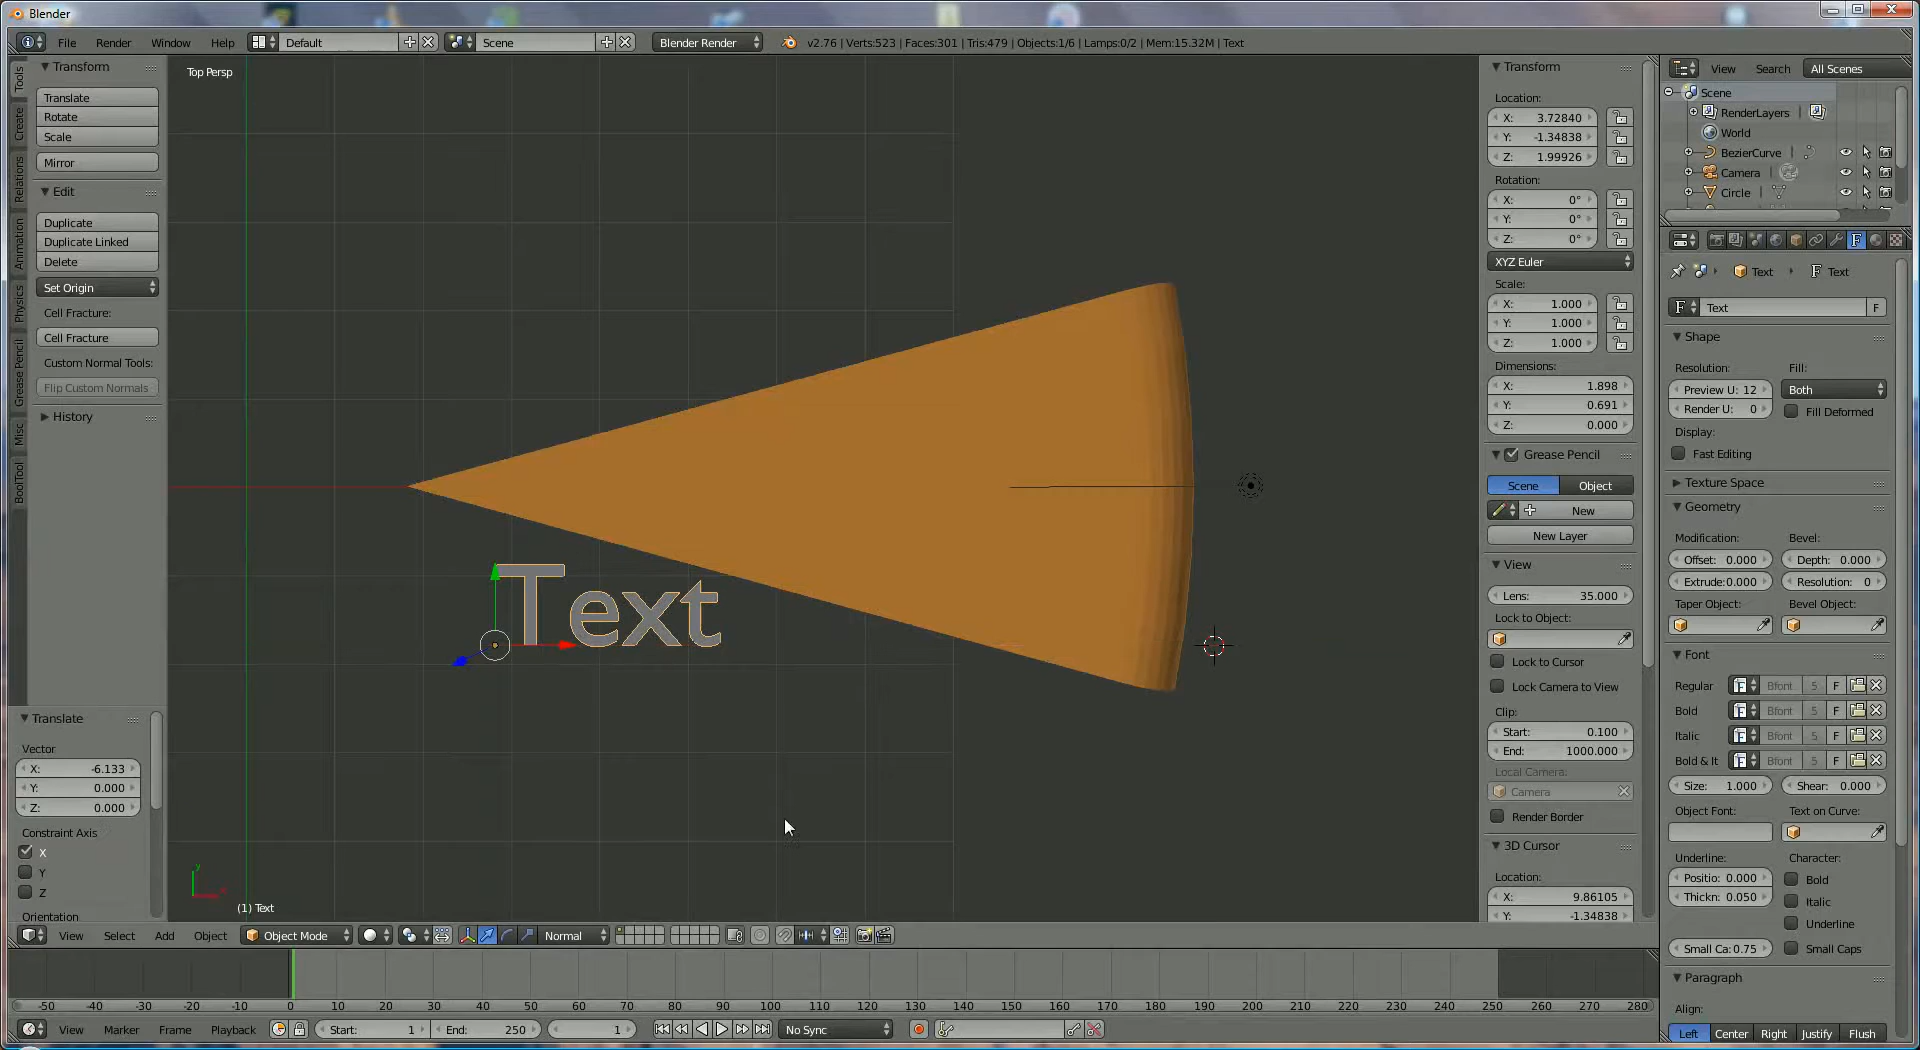 Blender
File Render Window Help Default Scene Blender Render v2.76 | Verts:523 | Faces:301 | Tris:479 | Objects:1/6 | Lamps:0/2 | Mem:15.32M | Text
Tools
Create
Relations
Animation
Physics
Grease Pencil
Misc
BoolTool
Transform
Translate
Rotate
Scale
Mirror
Edit
Duplicate
Duplicate Linked
Delete
Set Origin
Cell Fracture:
Cell Fracture
Custom Normal Tools:
Flip Custom Normals
History
Translate
Vector
X: -6.133
Y: 0.000
Z: 0.000
Constraint Axis
X
Y
Z
Orientation
Top Persp
Text
y
x
(1) Text
Transform
Location:
X: 3.72840
Y: -1.34838
Z: 1.99926
Rotation:
X: 0°
Y: 0°
Z: 0°
XYZ Euler
Scale:
X: 1.000
Y: 1.000
Z: 1.000
Dimensions:
X: 1.898
Y: 0.691
Z: 0.000
Grease Pencil
Scene Object
New
New Layer
View
Lens: 35.000
Lock to Object:
Lock to Cursor
Lock Camera to View
Clip:
Start: 0.100
End: 1000.000
Local Camera:
Camera
Render Border
3D Cursor
Location:
X: 9.86105
Y: -1.34838
View Search All Scenes
Scene
RenderLayers
World
BezierCurve
Camera
Circle
Text Text
F Text F
Shape
Resolution: Fill:
Preview U: 12 Both
Render U: 0 Fill Deformed
Display:
Fast Editing
Texture Space
Geometry
Modification: Bevel:
Offset: 0.000 Depth: 0.000
Extrude:0.000 Resolution: 0
Taper Object: Bevel Object:
Font
Regular F Bfont 5 F
Bold F Bfont 5 F
Italic F Bfont 5 F
Bold & It F Bfont 5 F
Size: 1.000 Shear: 0.000
Object Font: Text on Curve:
Underline: Character:
Positio: 0.000 Bold
Thickn: 0.050 Italic
Underline
Small Ca: 0.75 Small Caps
Paragraph
Align:
Left Center Right Justify Flush
View Select Add Object Object Mode Normal
-50 -40 -30 -20 -10 0 10 20 30 40 50 60 70 80 90 100 110 120 130 140 150 160 170 180 190 200 210 220 230 240 250 260 270 280
View Marker Frame Playback Start: 1 End: 250 1 No Sync